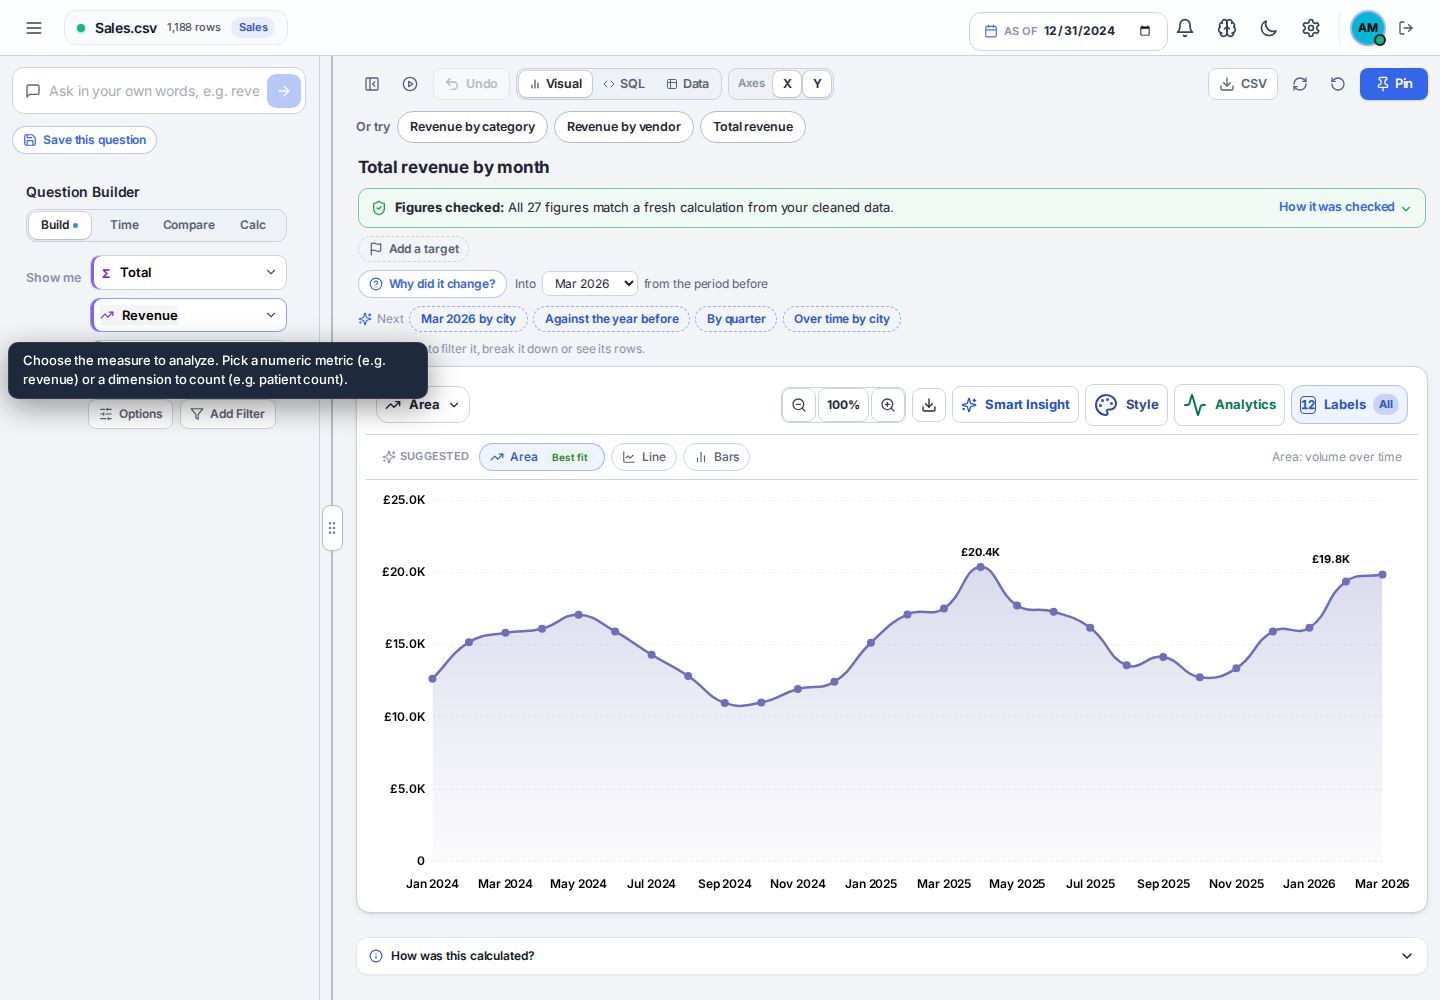 Sales.csv 1,188 rows Sales
AS OF 12/31/2024
AM
Ask in your own words, e.g. reve
Save this question
Question Builder
Build Time Compare Calc
Show me
Σ Total
Revenue
Choose the measure to analyze. Pick a numeric metric (e.g.
revenue) or a dimension to count (e.g. patient count).
Options Add Filter
Undo Visual SQL Data Axes X Y
CSV Pin
Or try Revenue by category Revenue by vendor Total revenue
Total revenue by month
Figures checked: All 27 figures match a fresh calculation from your cleaned data. How it was checked
Add a target
Why did it change? Into Mar 2026 from the period before
Next Mar 2026 by city Against the year before By quarter Over time by city
to filter it, break it down or see its rows.
Area
100% Smart Insight Style Analytics 12 Labels All
SUGGESTED Area Best fit Line Bars Area: volume over time
£25.0K
£20.0K
£15.0K
£10.0K
£5.0K
0
£20.4K
£19.8K
Jan 2024 Mar 2024 May 2024 Jul 2024 Sep 2024 Nov 2024 Jan 2025 Mar 2025 May 2025 Jul 2025 Sep 2025 Nov 2025 Jan 2026 Mar 2026
How was this calculated?